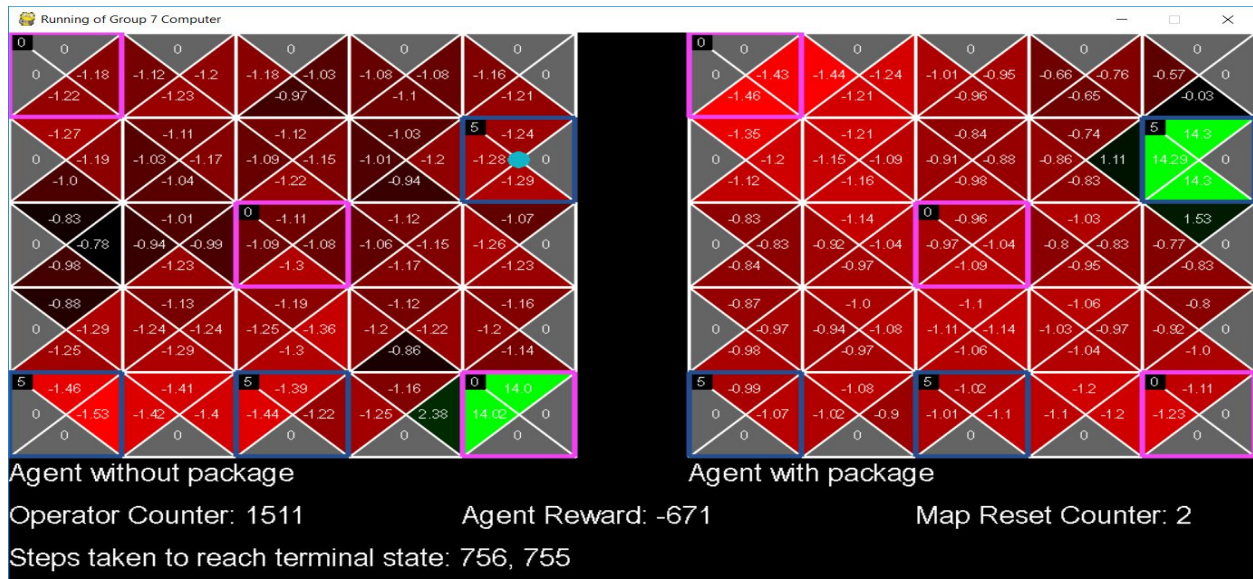 Running of Group 7 Computer
0 0 0 0 0 0 0 0 0 0 0 0
0 -1.18 -1.12 -1.2 -1.18 -1.03 -1.08 -1.08 -1.16 0 0 -1.43 -1.44 -1.24 -1.01 -0.95 -0.66 -0.76 -0.57 0
-1.22 -1.23 -0.97 -1.1 -1.21 -1.46 -1.21 -0.96 -0.65 -0.03
-1.27 -1.11 -1.12 -1.03 5 -1.24 -1.35 -1.21 -0.84 -0.74 5 14.3
0 -1.19 -1.03 -1.17 -1.09 -1.15 -1.01 -1.2 -1.28 0 -1.2 -1.15 -1.09 -0.91 -0.88 -0.86 1.11 14.29 0
-1.0 -1.04 -1.22 -0.94 -1.29 -1.12 -1.16 -0.98 -0.83 14.3
-0.83 -1.01 0 -1.11 -1.12 -1.07 -0.83 -1.14 0 -0.96 -1.03 1.53
0 -0.78 -0.94 -0.99 -1.09 -1.08 -1.06 -1.15 -1.26 0 0 -0.83 -0.92 -1.04 -0.97 -1.04 -0.8 -0.83 -0.77 0
-0.98 -1.23 -1.3 -1.17 -1.23 -0.84 -0.97 -1.09 -0.95 -0.83
-0.88 -1.13 -1.19 -1.12 -1.16 -0.87 -1.0 -1.1 -1.06 -0.8
0 -1.29 -1.24 -1.24 -1.25 -1.36 -1.2 -1.22 -1.2 0 0 -0.97 -0.94 -1.08 -1.11 -1.14 -1.03 -0.97 -0.92 0
-1.25 -1.29 -1.3 -0.86 -1.14 -0.98 -0.97 -1.06 -1.04 -1.0
5 -1.46 -1.41 5 -1.39 -1.16 0 14.0 5 -0.99 -1.08 5 -1.02 -1.2 0 -1.11
0 -1.53 -1.42 -1.4 -1.44 -1.22 -1.25 2.38 14.02 0 0 -1.07 -1.02 -0.9 -1.01 -1.1 -1.1 -1.2 -1.23 0
0 0 0 0 0 0 0 0 0 0
Agent without package Agent with package
Operator Counter: 1511 Agent Reward: -671 Map Reset Counter: 2
Steps taken to reach terminal state: 756, 755